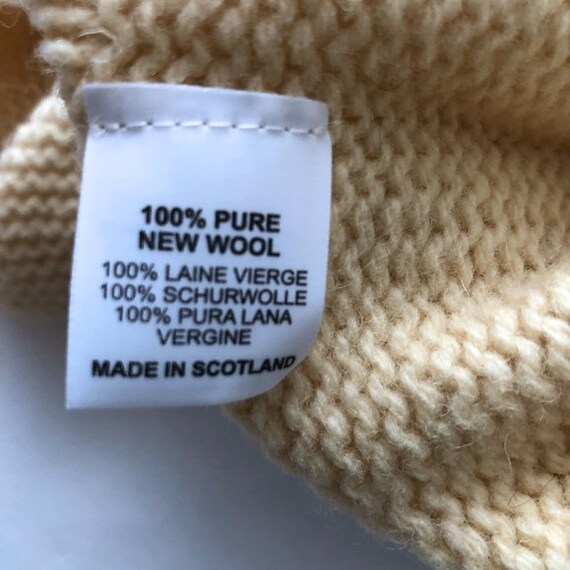 100% PURE
NEW WOOL
100% LAINE VIERGE
100% SCHURWOLLE
100% PURA LANA
VERGINE
MADE IN SCOTLAND